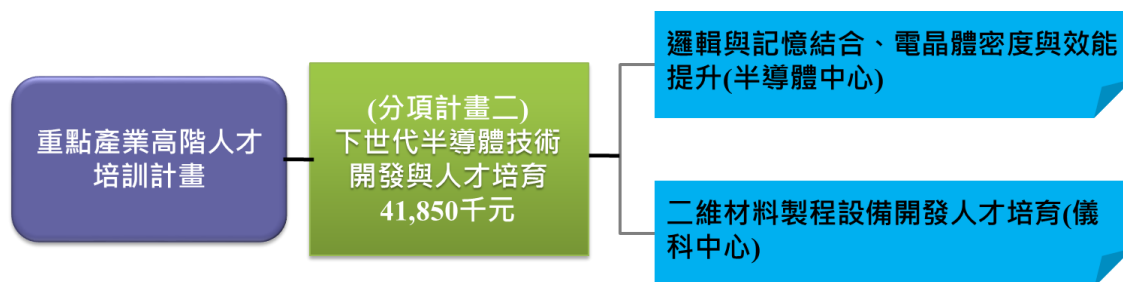 重點產業高階人才
培訓計畫
(分項計畫二)
下世代半導體技術
開發與人才培育
41,850千元
邏輯與記憶結合、電晶體密度與效能
提升(半導體中心)
二維材料製程設備開發人才培育(儀
科中心)